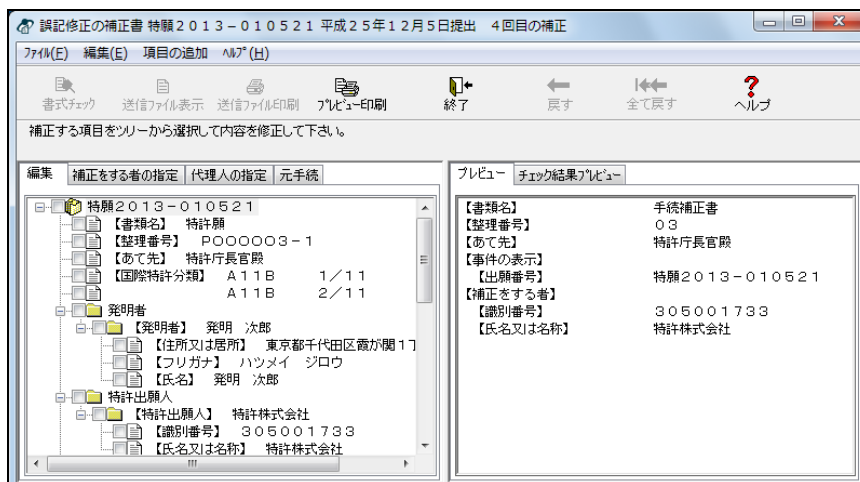 誤記修正の補正書 特願２０１３－０１０５２１ 平成２５年１２月５日提出 ４回目の補正
ﾌｧｲﾙ(F) 編集(E) 項目の追加 ﾍﾙﾌﾟ(H)
書式ﾁｪｯｸ 送信ﾌｧｲﾙ表示 送信ﾌｧｲﾙ印刷 ﾌﾟﾚﾋﾞｭｰ印刷 終了 戻す 全て戻す ヘルプ
補正する項目をツリーから選択して内容を修正して下さい。
編集 補正をする者の指定 代理人の指定 元手続
特願２０１３－０１０５２１
【書類名】 特許願
【整理番号】 Ｐ０００００３－１
【あて先】 特許庁長官殿
【国際特許分類】 Ａ１１Ｂ １／１１
Ａ１１Ｂ ２／１１
発明者
【発明者】 発明 次郎
【住所又は居所】 東京都千代田区霞が関１丁
【フリガナ】 ハツメイ ジロウ
【氏名】 発明 次郎
特許出願人
【特許出願人】 特許株式会社
【識別番号】 ３０５００１７３３
【氏名又は名称】 特許株式会社
プレビュー チェック結果ﾌﾟﾚﾋﾞｭｰ
【書類名】 手続補正書
【整理番号】 ０３
【あて先】 特許庁長官殿
【事件の表示】
【出願番号】 特願２０１３－０１０５２１
【補正をする者】
【識別番号】 ３０５００１７３３
【氏名又は名称】 特許株式会社